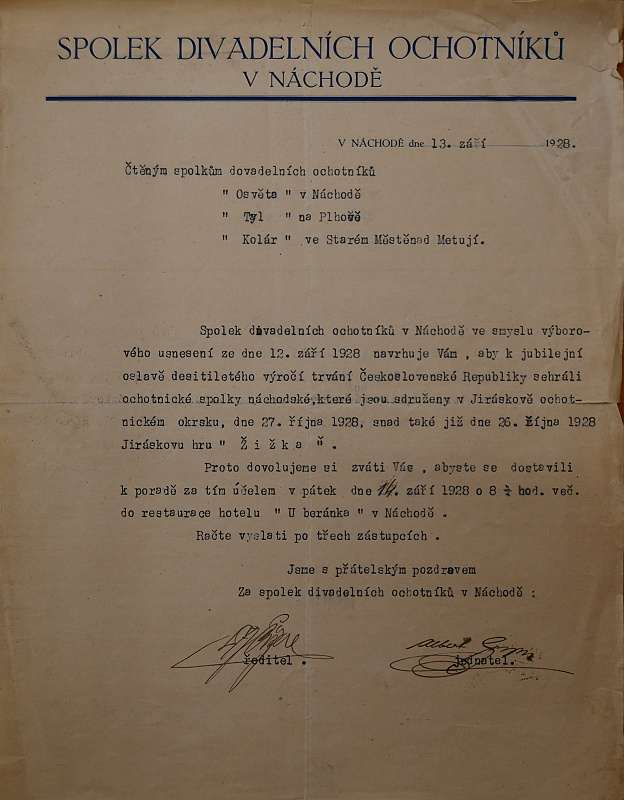 SPOLEK DIVADELNÍCH OCHOTNÍKŮ
V NÁCHODĚ
V NÁCHODĚ dne 13. září 1928.
Čtěným spolkům dovadelních ochotníků
" Osvěta " v Náchodě
" Tyl " na Plhově
" Kolár " ve Starém Městěnad Metují.
Spolek divadelních ochotníků v Náchodě ve smyslu výboro-
vého usnesení ze dne 12. září 1928 navrhuje Vám , aby k jubilejní
oslavě desitiletého výročí trvání Československé Republiky sehráli
ochotnické spolky náchodské,které jsou sdruženy v Jiráskově ochot-
nickém okrsku, dne 27. října 1928, snad také již dne 26. října 1928
Jiráskovu hru " Ž i ž k a " .
Proto dovolujeme si zváti Vás , abyste se dostavili
k poradě za tím účelem v pátek dne 14. září 1928 o 8 ½ hod. več.
do restaurace hotelu " U beránka " v Náchodě .
Račte vyslati po třech zástupcích .
Jsme s přátelským pozdravem
Za spolek divadelních ochotníků v Náchodě :
ředitel . jednatel.